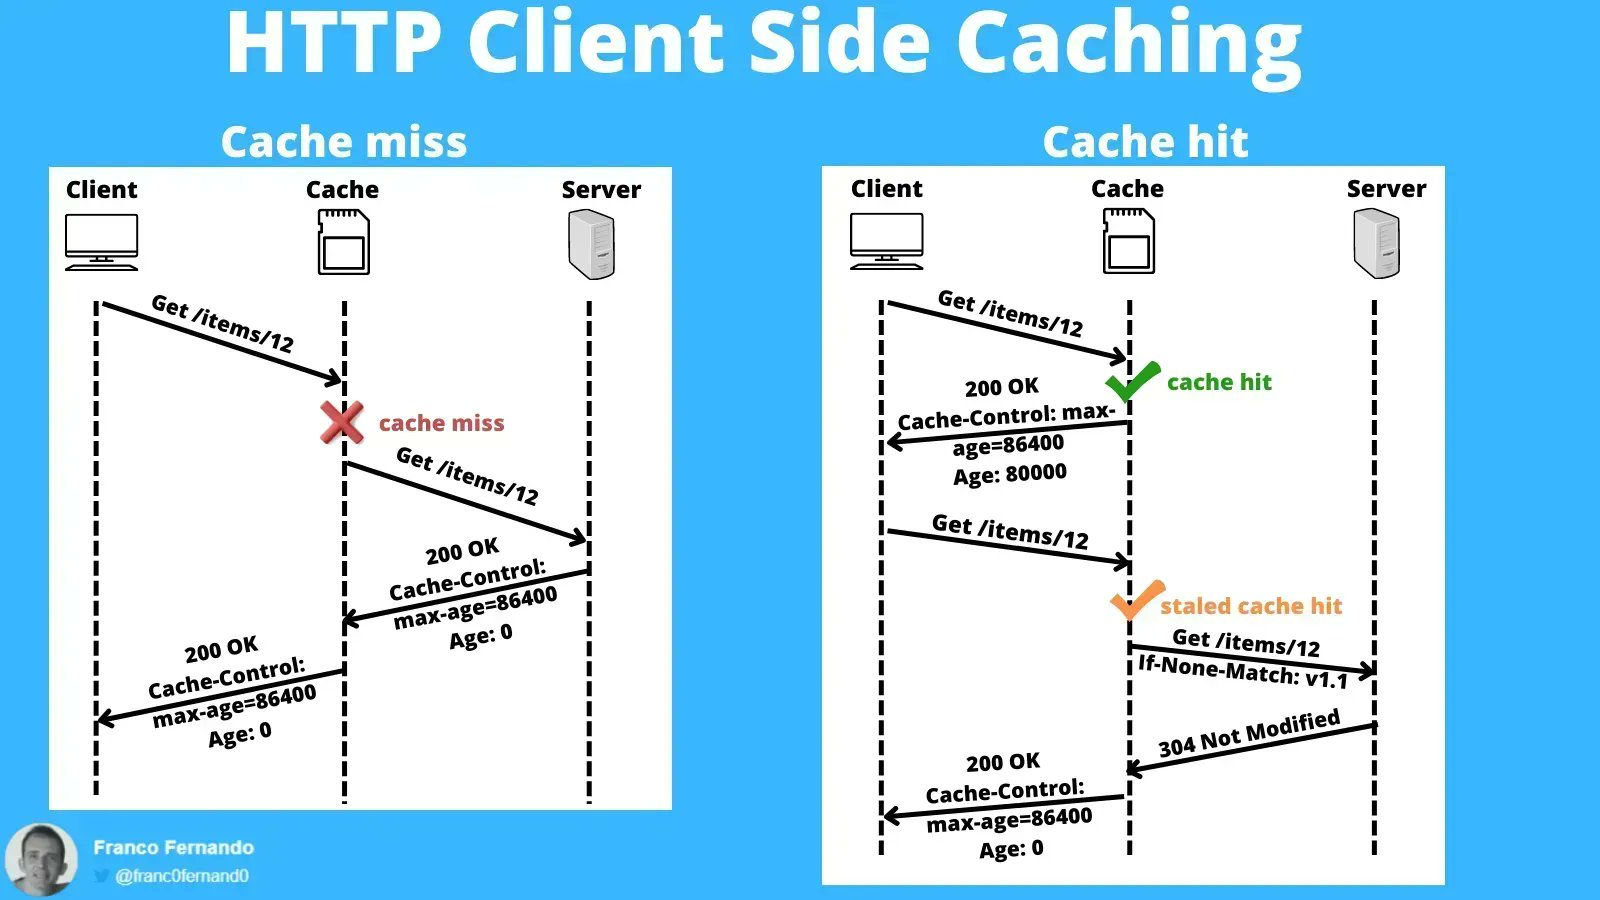 HTTP Client Side Caching
Cache miss
Client
Cache
Server
Get /items/12
cache miss
Get /items/12
200 OK
Cache-Control:
max-age=86400
Age: 0
200 OK
Cache-Control:
max-age=86400
Age: 0
Cache hit
Client
Cache
Server
Get /items/12
cache hit
200 OK
Cache-Control: max-
age=86400
Age: 80000
Get /items/12
staled cache hit
Get /items/12
If-None-Match: v1.1
304 Not Modified
200 OK
Cache-Control:
max-age=86400
Age: 0
Franco Fernando
@franc0fernand0